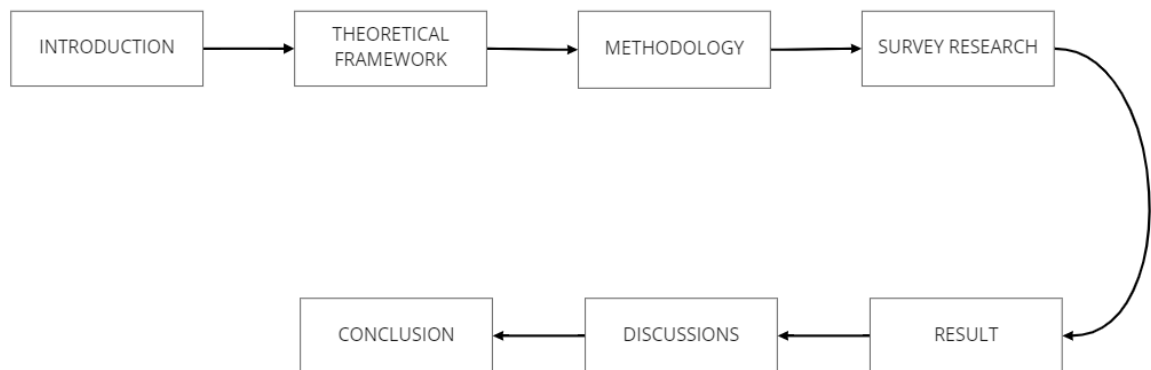 INTRODUCTION
THEORETICAL
FRAMEWORK
METHODOLOGY
SURVEY RESEARCH
RESULT
DISCUSSIONS
CONCLUSION